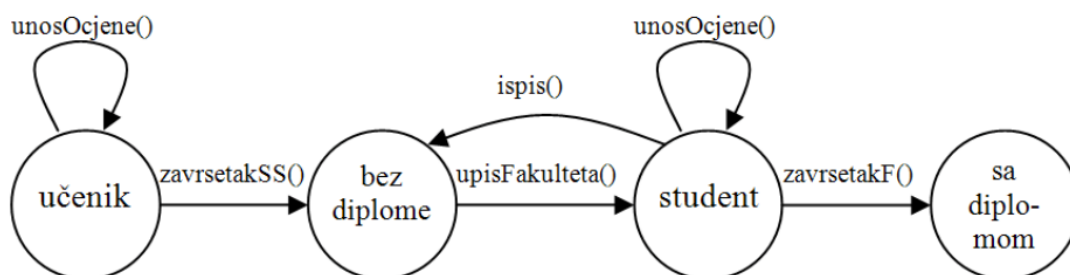 unosOcjene()
unosOcjene()
ispis()
učenik
zavrsetakSS()
bez
diplome
upisFakulteta()
student
zavrsetakF()
sa
diplo-
mom